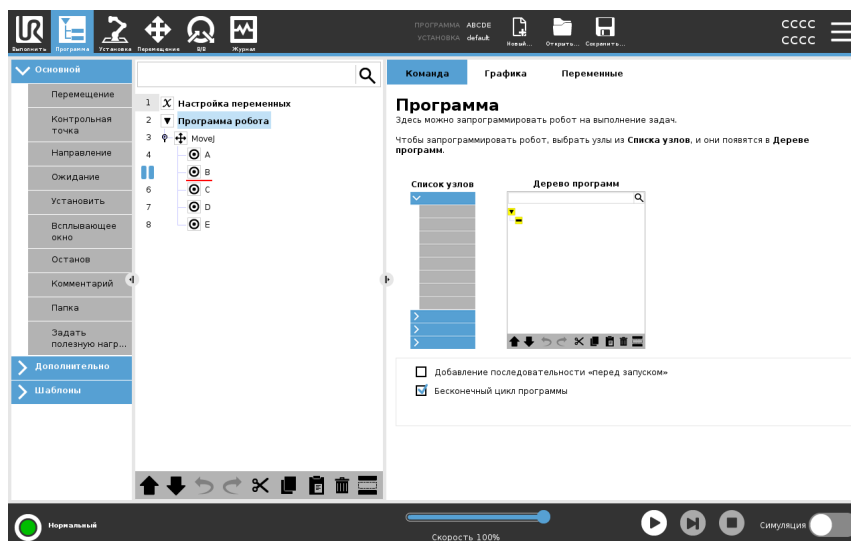 ПРОГРАММА ABCDE
УСТАНОВКА default
CCCC
CCCC
Выполнить Программа Установка Перемещение В/В Журнал
Новый... Открыть... Сохранить...
Основной
Перемещение
Контрольная
точка
Направление
Ожидание
Установить
Всплывающее
окно
Останов
Комментарий
Папка
Задать
полезную нагр...
Дополнительно
Шаблоны
1 X Настройка переменных
2 Программа робота
3 MoveJ
4 A
B
6 C
7 D
8 E
Команда Графика Переменные
Программа
Здесь можно запрограммировать робот на выполнение задач.
Чтобы запрограммировать робот, выбрать узлы из Списка узлов, и они появятся в Дереве
программ.
Список узлов Дерево программ
Добавление последовательности «перед запуском»
Бесконечный цикл программы
Нормальный
Скорость 100%
Симуляция